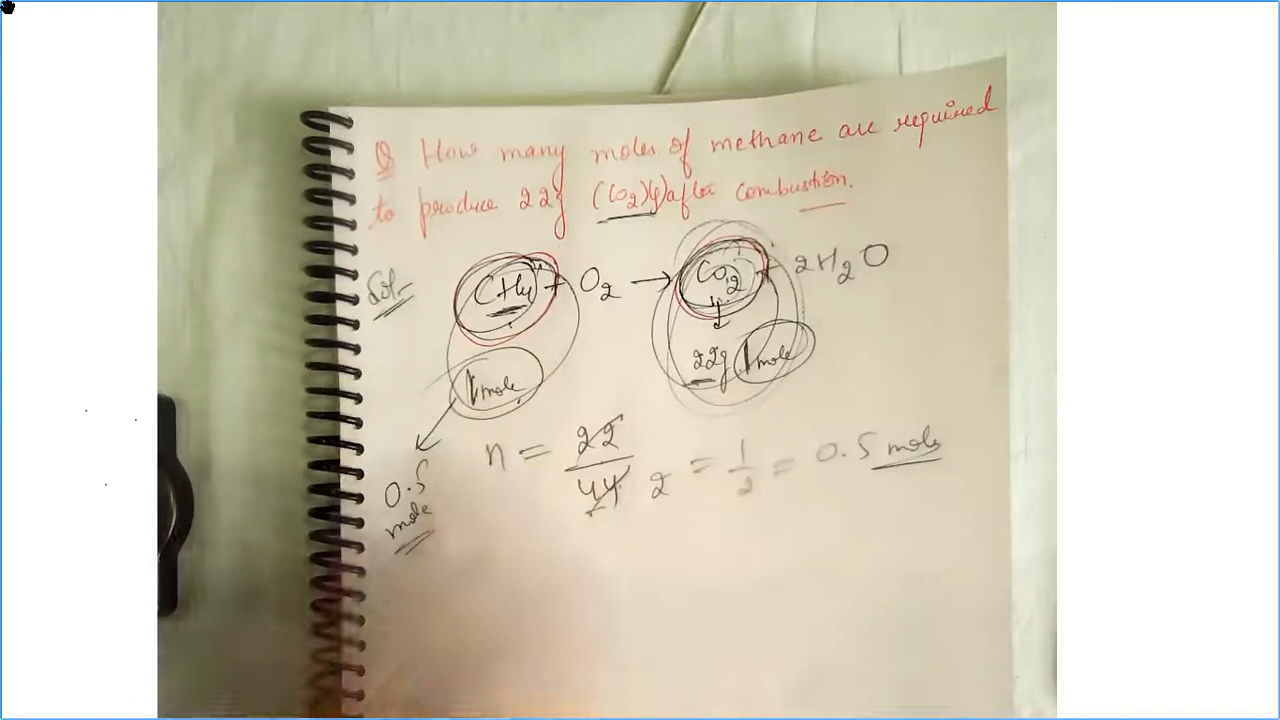 Q How many moles of methane are required
to produce 22g (CO2)(g) after combustion.
Sol-
CH4 + O2 → CO2 + 2H2O
22g 1 mole
1 mole
n = 22/44 2 = 1/2 = 0.5 mole
0.5
mole